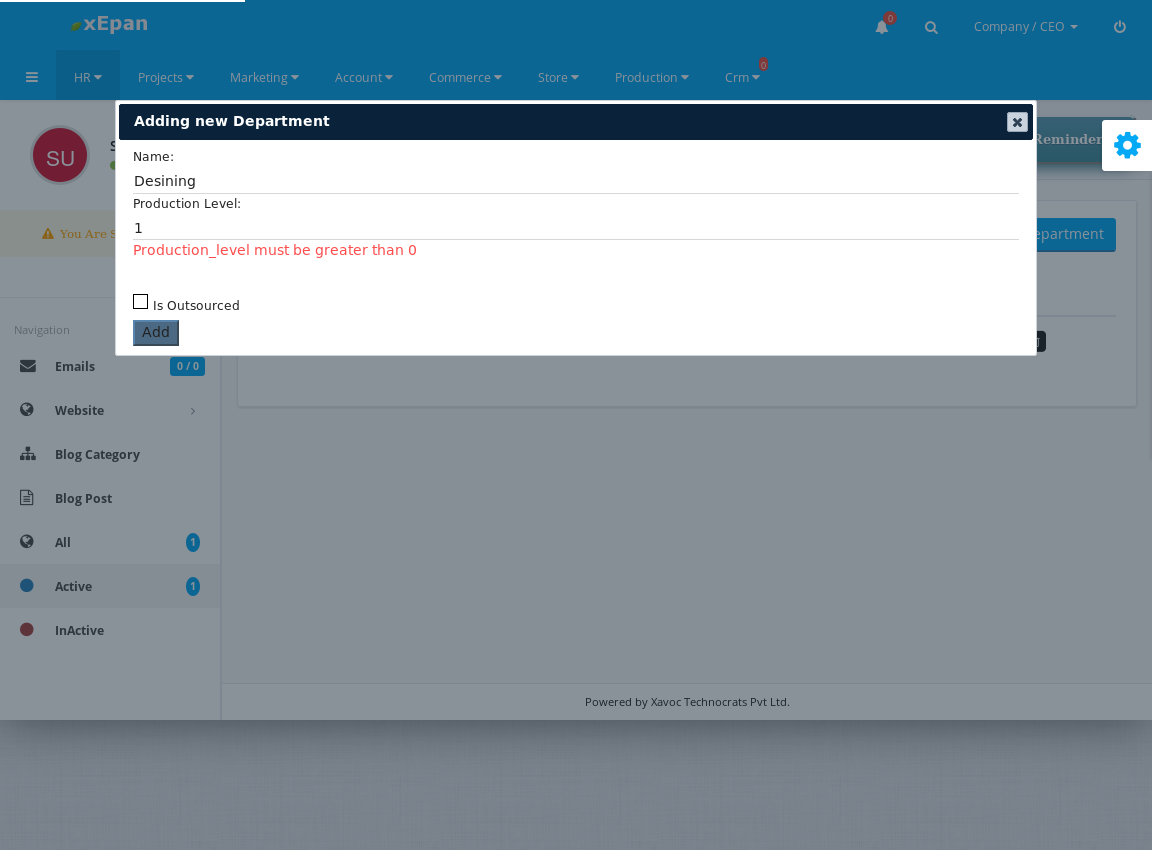 xEpan
0
Company / CEO
HR
Projects
Marketing
Account
Commerce
Store
Production
Crm
0
Adding new Department
SU
Reminder
Name:
Desining
Production Level:
1
Production_level must be greater than 0
You Are S
epartment
Is Outsourced
Add
Navigation
Emails 0 / 0
Website
Blog Category
Blog Post
All 1
Active 1
InActive
Powered by Xavoc Technocrats Pvt Ltd.